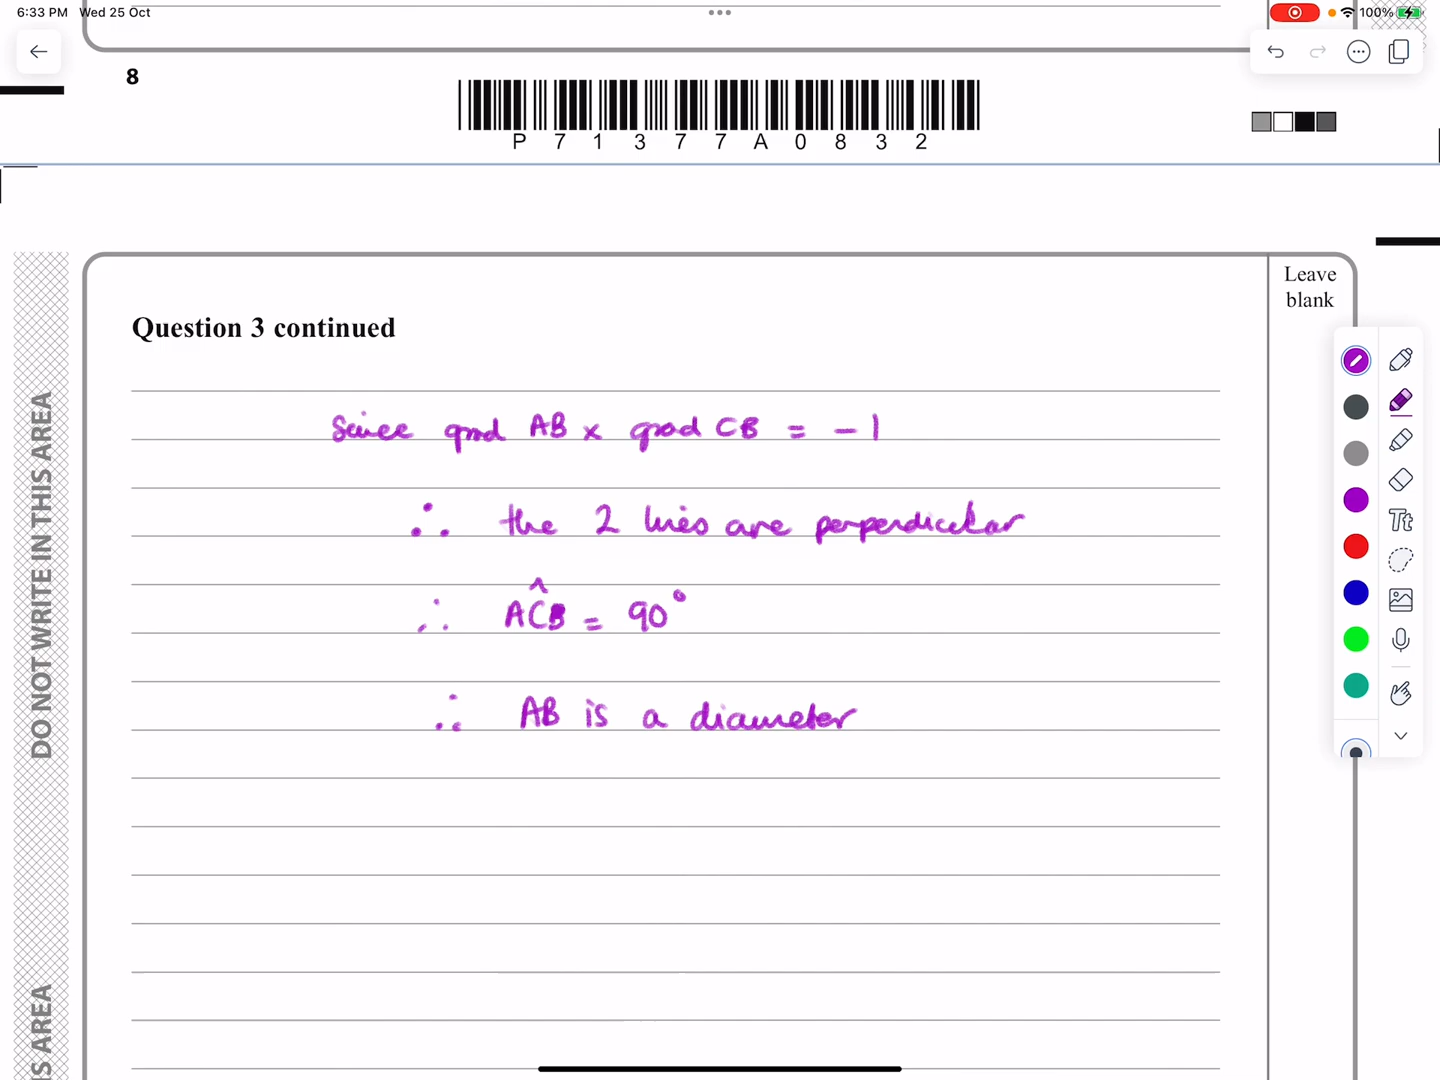 6:33 PM Wed 25 Oct
100%
8
P 7 1 3 7 7 A 0 8 3 2
Leave
blank
Question 3 continued
DO NOT WRITE IN THIS AREA
Since grad AB × grad CB = -1
∴ the 2 lines are perpendicular
∴ AĈB = 90°
∴ AB is a diameter
Tt
IS AREA